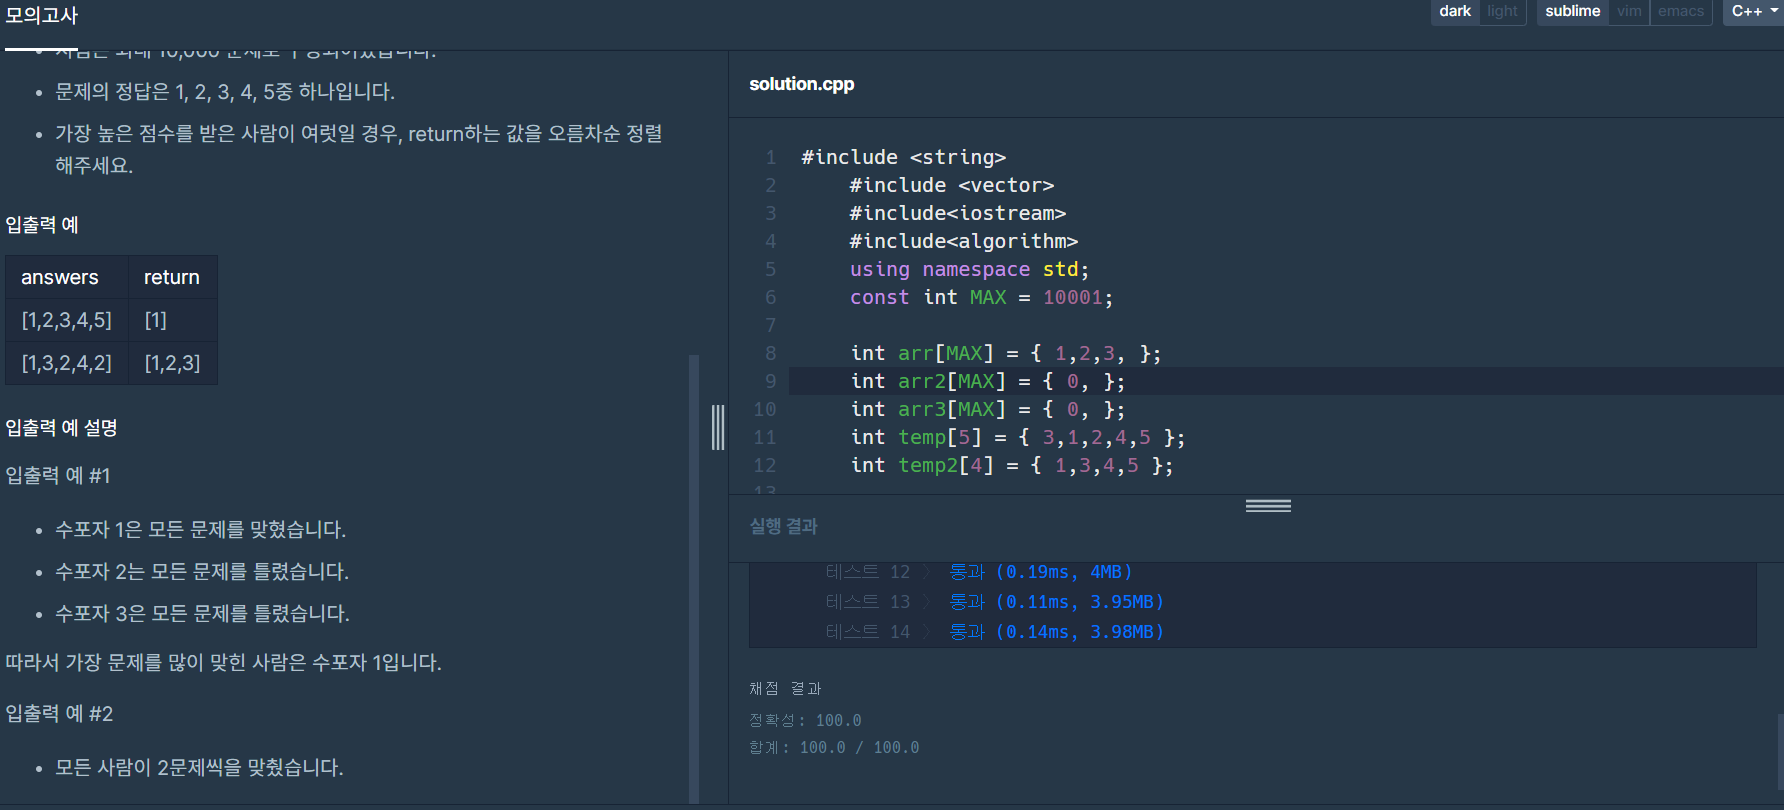 모의고사
dark light sublime vim emacs C++
문제의 정답은 1, 2, 3, 4, 5중 하나입니다.
가장 높은 점수를 받은 사람이 여럿일 경우, return하는 값을 오름차순 정렬
해주세요.
입출력 예
answers return
[1,2,3,4,5] [1]
[1,3,2,4,2] [1,2,3]
입출력 예 설명
입출력 예 #1
수포자 1은 모든 문제를 맞혔습니다.
수포자 2는 모든 문제를 틀렸습니다.
수포자 3은 모든 문제를 틀렸습니다.
따라서 가장 문제를 많이 맞힌 사람은 수포자 1입니다.
입출력 예 #2
모든 사람이 2문제씩을 맞췄습니다.
solution.cpp
1 #include <string>
2 #include <vector>
3 #include<iostream>
4 #include<algorithm>
5 using namespace std;
6 const int MAX = 10001;
7
8 int arr[MAX] = { 1,2,3, };
9 int arr2[MAX] = { 0, };
10 int arr3[MAX] = { 0, };
11 int temp[5] = { 3,1,2,4,5 };
12 int temp2[4] = { 1,3,4,5 };
13
실행 결과
테스트 12 〉 통과 (0.19ms, 4MB)
테스트 13 〉 통과 (0.11ms, 3.95MB)
테스트 14 〉 통과 (0.14ms, 3.98MB)
채점 결과
정확성: 100.0
합계: 100.0 / 100.0